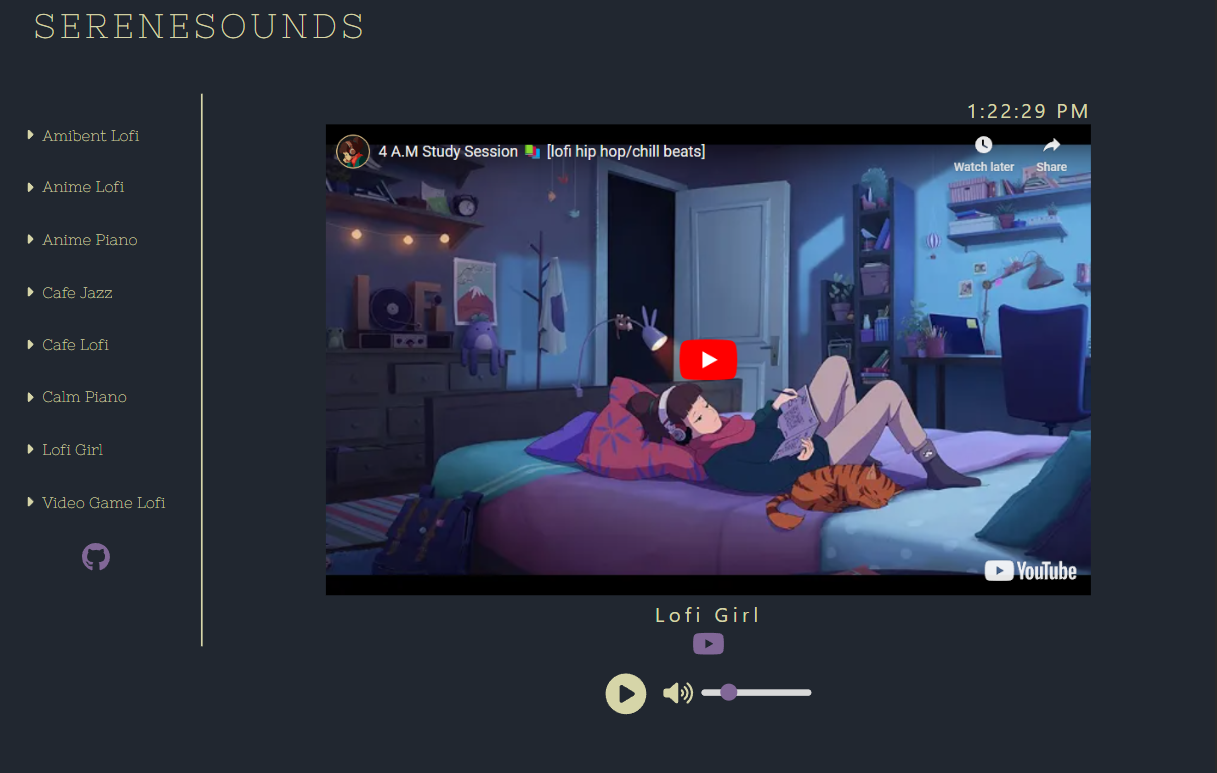 SERENESOUNDS
Amibent Lofi
Anime Lofi
Anime Piano
Cafe Jazz
Cafe Lofi
Calm Piano
Lofi Girl
Video Game Lofi
1:22:29 PM
4 A.M Study Session 📚 [lofi hip hop/chill beats]
Watch later
Share
YouTube
Lofi Girl